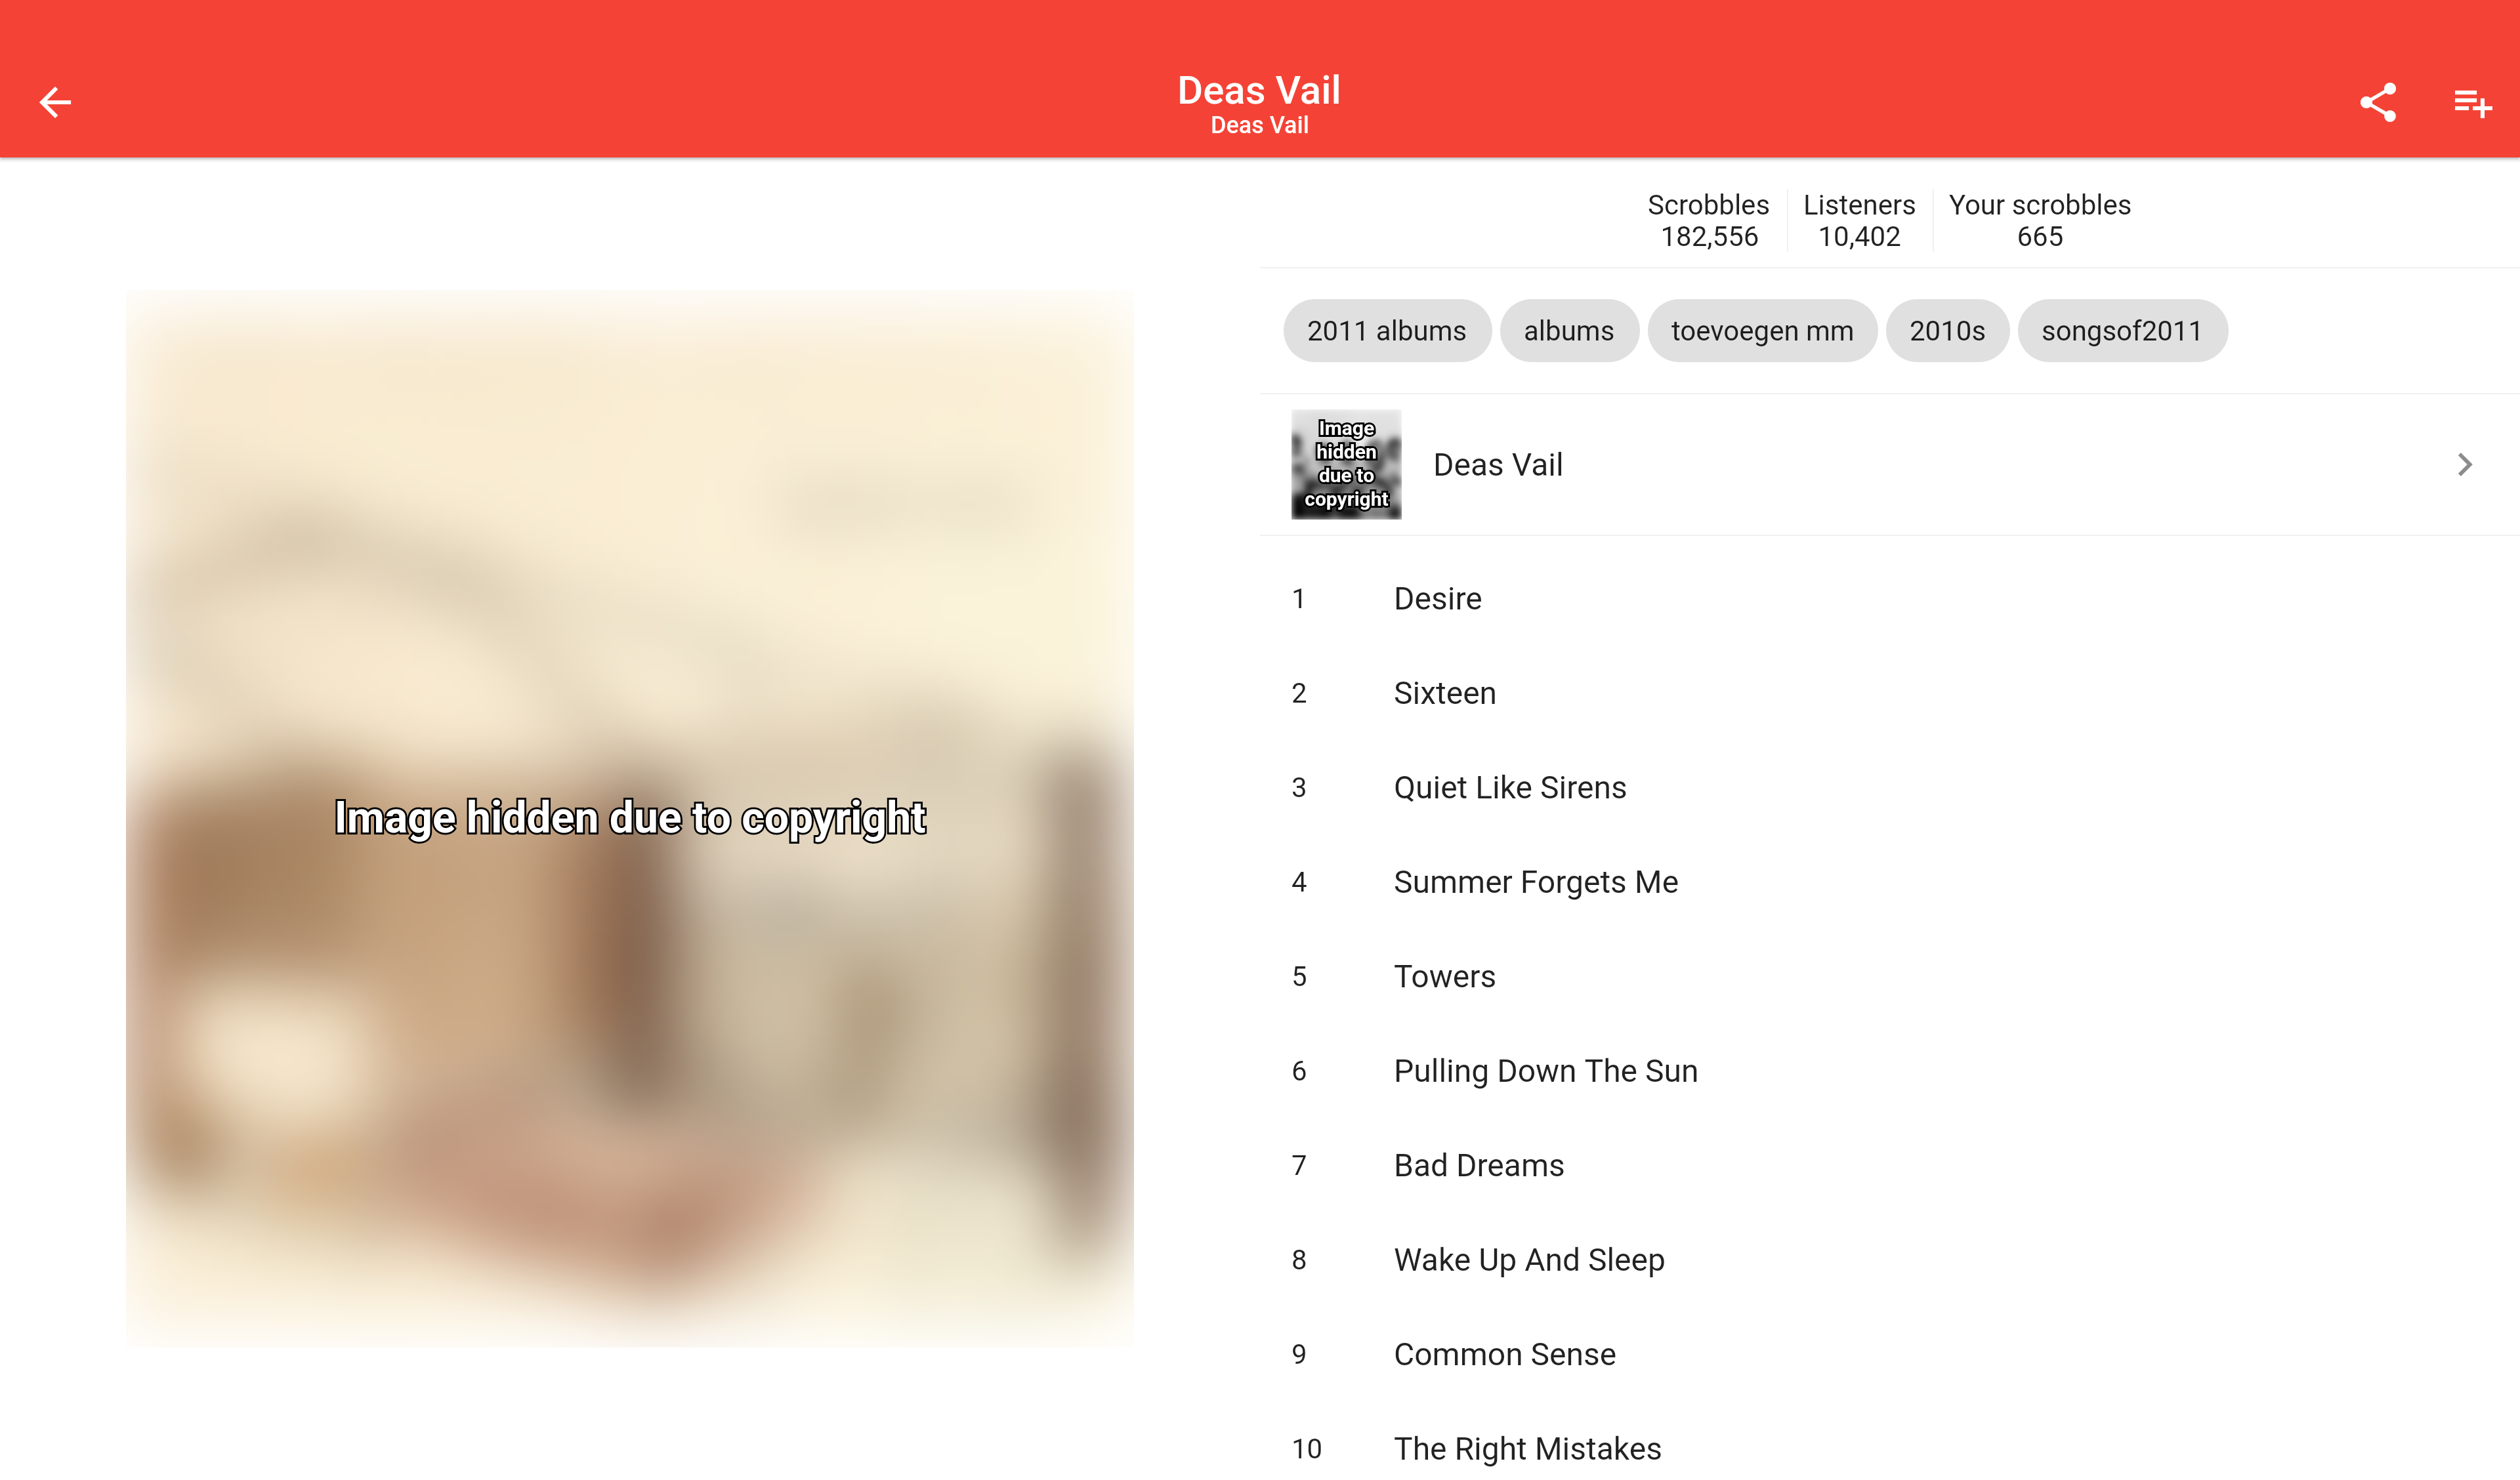 Deas Vail
Deas Vail
Scrobbles
182,556
Listeners
10,402
Your scrobbles
665
2011 albums
albums
toevoegen mm
2010s
songsof2011
Image hidden due to copyright
Image
hidden
due to
copyright
Deas Vail
1 Desire
2 Sixteen
3 Quiet Like Sirens
4 Summer Forgets Me
5 Towers
6 Pulling Down The Sun
7 Bad Dreams
8 Wake Up And Sleep
9 Common Sense
10 The Right Mistakes